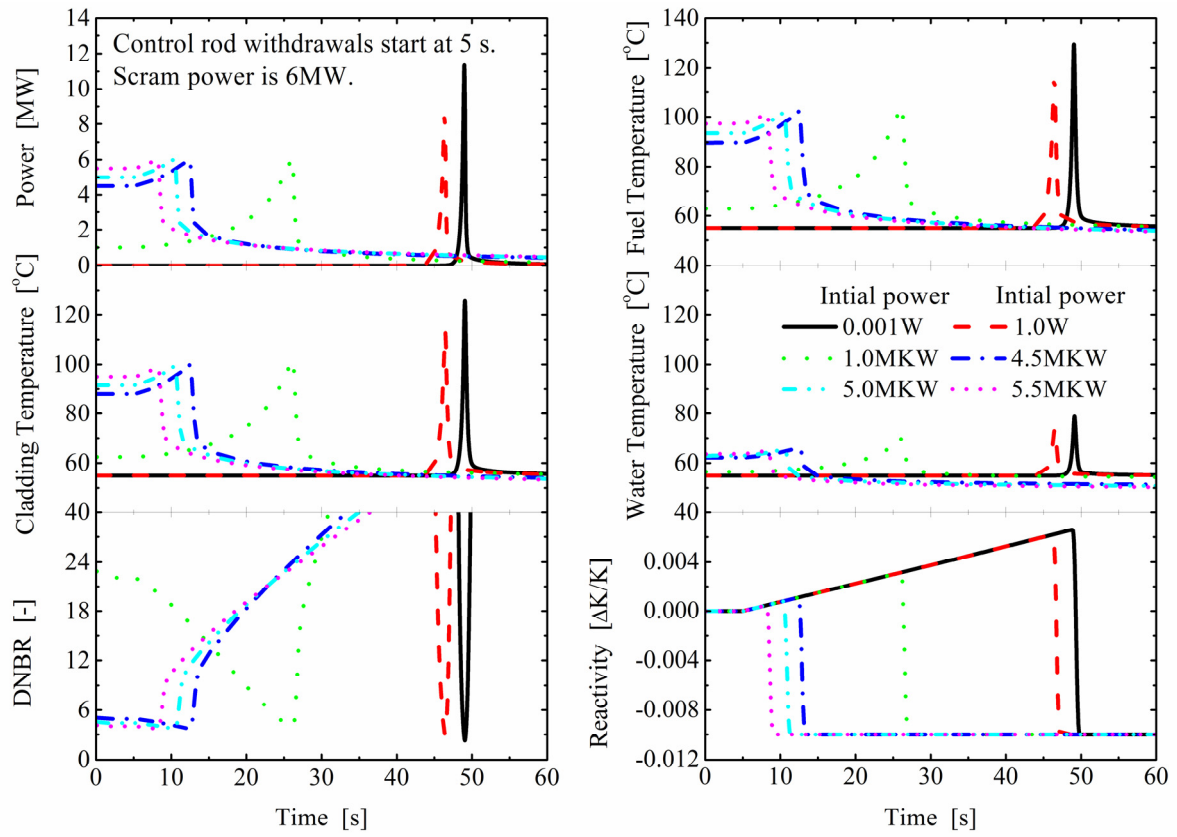 Control rod withdrawals start at 5 s.
Scram power is 6MW.
Power [MW]
14
12
10
8
6
4
2
0
Cladding Temperature [°C]
120
100
80
60
DNBR [-]
40
24
18
12
6
0
0 10 20 30 40 50 60
Time [s]
Fuel Temperature [°C]
140
120
100
80
60
40
Water Temperature [°C]
Intial power Intial power
0.001W 1.0W
1.0MKW 4.5MKW
5.0MKW 5.5MKW
120
100
80
60
40
Reactivity [ΔK/K]
0.004
0.000
-0.004
-0.008
-0.012
0 10 20 30 40 50 60
Time [s]